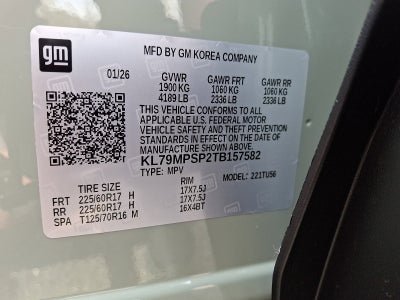 gm
MFD BY GM KOREA COMPANY
01/26 GVWR GAWR FRT GAWR RR
1900 KG 1060 KG 1060 KG
4189 LB 2336 LB 2336 LB
THIS VEHICLE CONFORMS TO ALL
APPLICABLE U.S. FEDERAL MOTOR
VEHICLE SAFETY AND THEFT PREVENTION
STANDARDS IN EFFECT ON THE DATE OF
MANUFACTURE SHOWN ABOVE.
KL79MPSP2TB157582
TYPE: MPV MODEL: 221TU56
TIRE SIZE RIM
FRT 225/60R17 H 17X7.5J
RR 225/60R17 H 17X7.5J
SPA T125/70R16 M 16X4BT